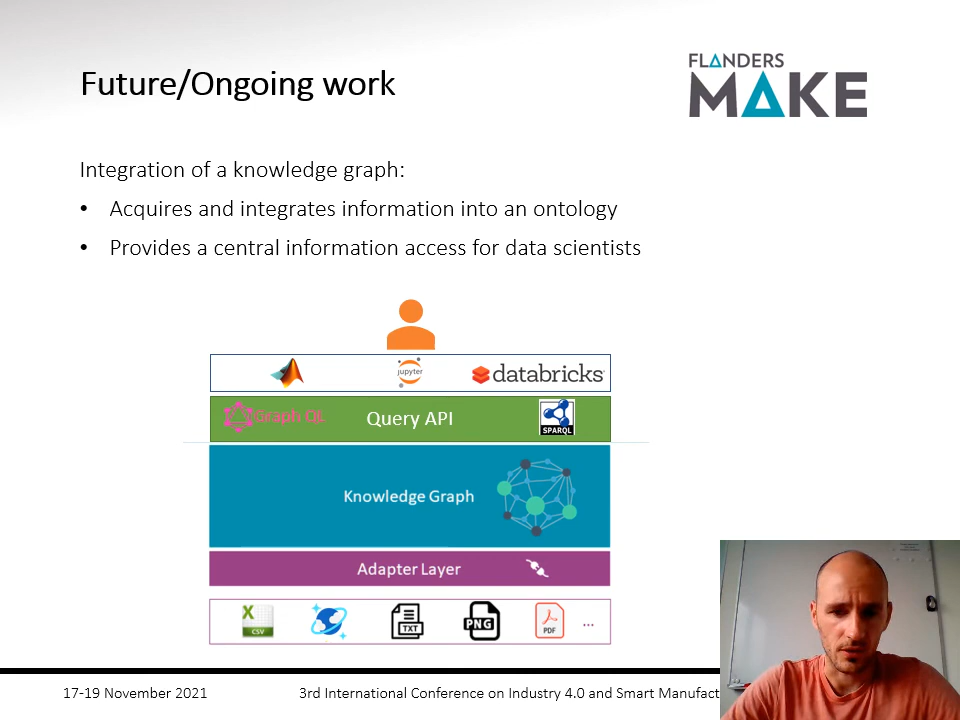 Future/Ongoing work
FLANDERS
MAKE
Integration of a knowledge graph:
• Acquires and integrates information into an ontology
• Provides a central information access for data scientists
jupyter
databricks
Graph QL
Query API
SPARQL
Knowledge Graph
Adapter Layer
X
CSV
TXT
PNG
PDF
...
17-19 November 2021
3rd International Conference on Industry 4.0 and Smart Manufact